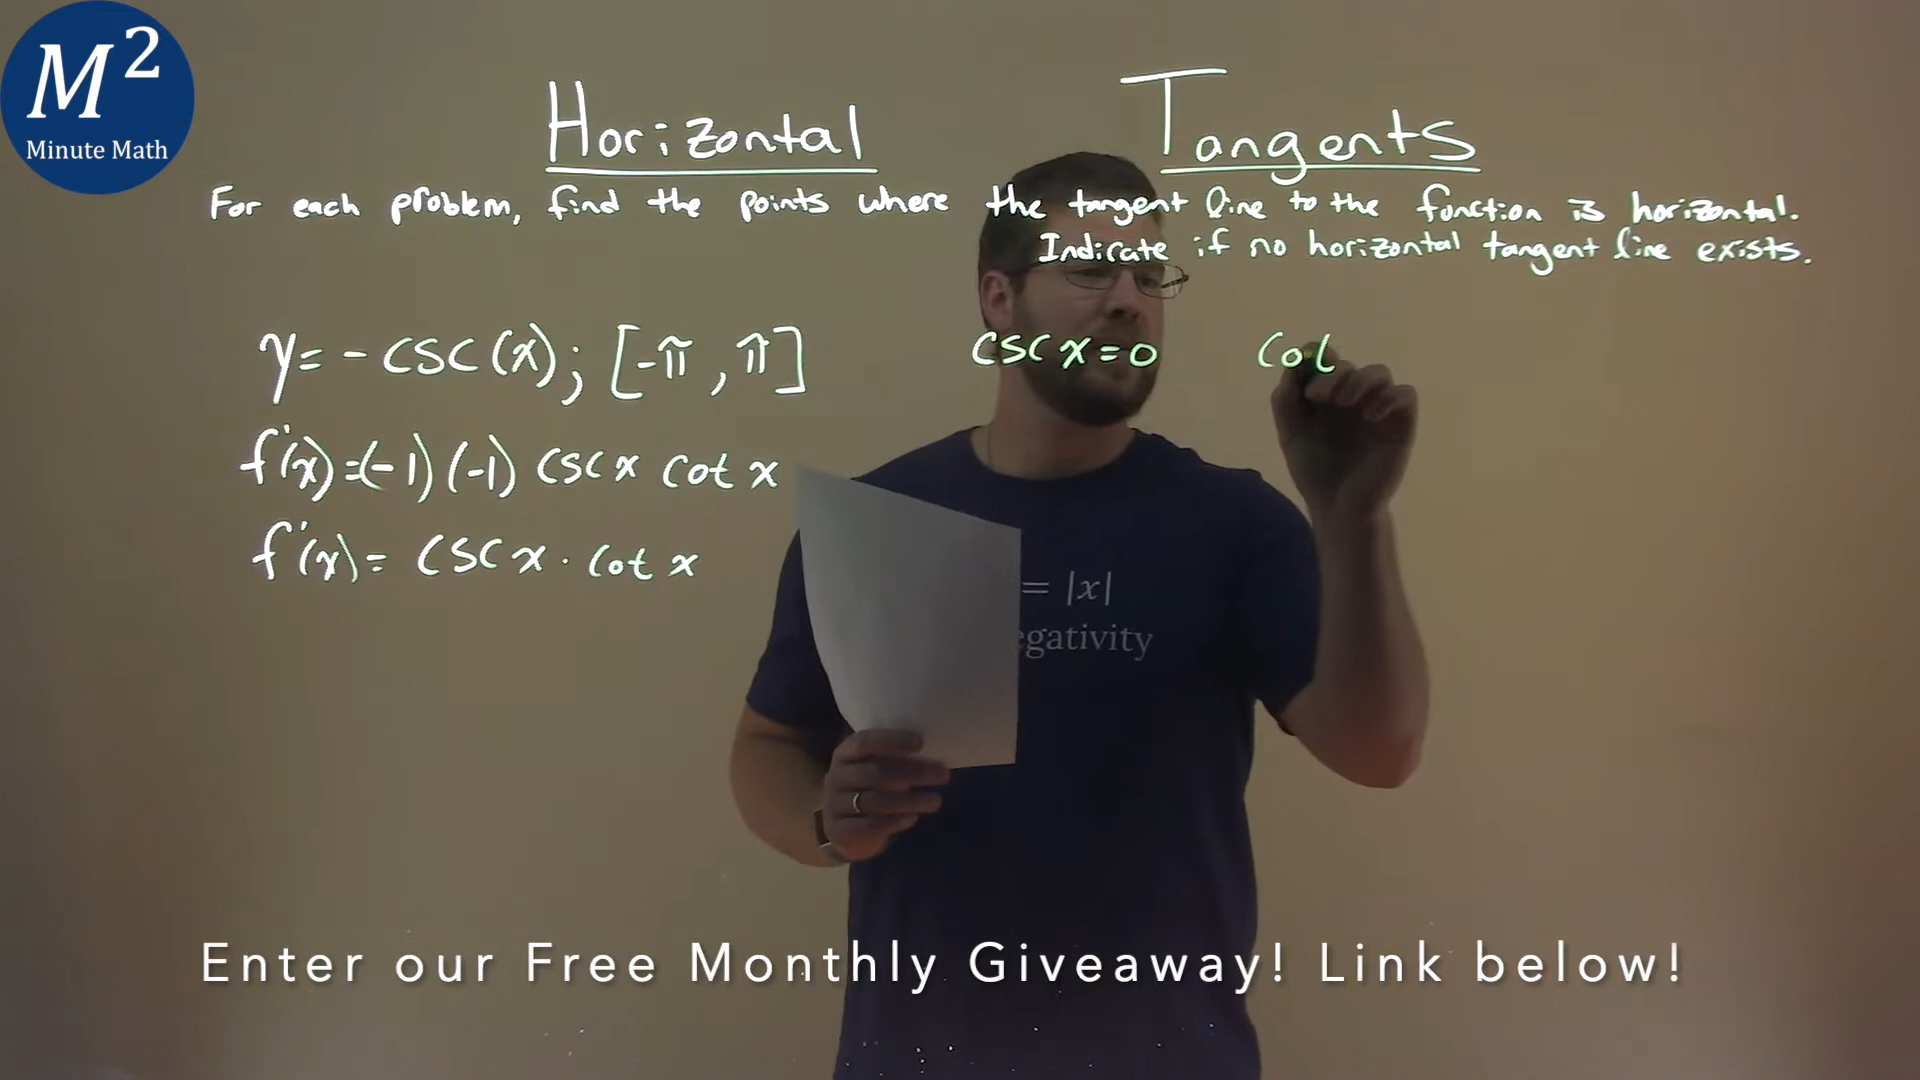 M²
Minute Math
Horizontal Tangents
For each problem, find the points where the tangent line to the function is horizontal.
Indicate if no horizontal tangent line exists.
y = -csc(x); [-π, π]
csc x = 0 cot
f'(x) = (-1)(-1) csc x cot x
f'(x) = csc x · cot x
= |x|
egativity
Enter our Free Monthly Giveaway! Link below!